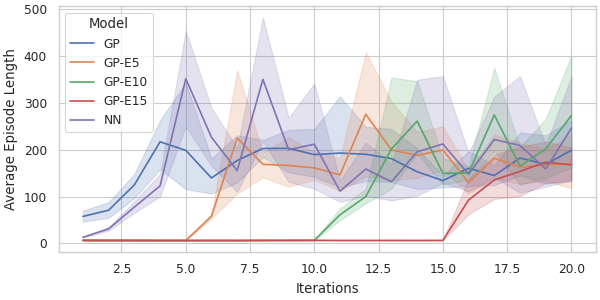 500
400
300
200
100
0
Average Episode Length
Model
GP
GP-E5
GP-E10
GP-E15
NN
2.5 5.0 7.5 10.0 12.5 15.0 17.5 20.0
Iterations